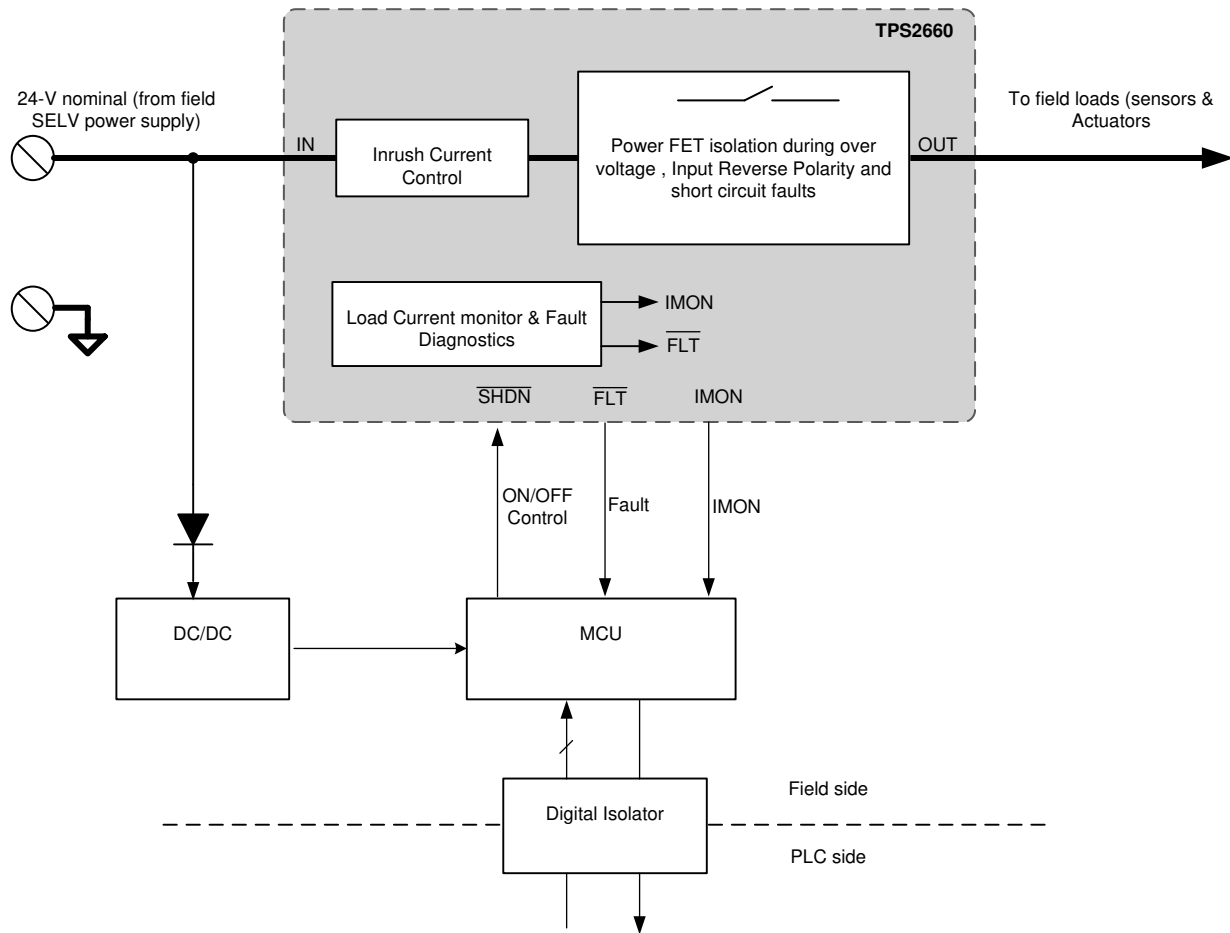 TPS2660
24-V nominal (from field
SELV power supply)
To field loads (sensors &
Actuators
IN
Inrush Current
Control
Power FET isolation during over
voltage , Input Reverse Polarity and
short circuit faults
OUT
Load Current monitor & Fault
Diagnostics
IMON
FLT
SHDN
FLT
IMON
ON/OFF
Control
Fault
IMON
DC/DC
MCU
Digital Isolator
Field side
PLC side